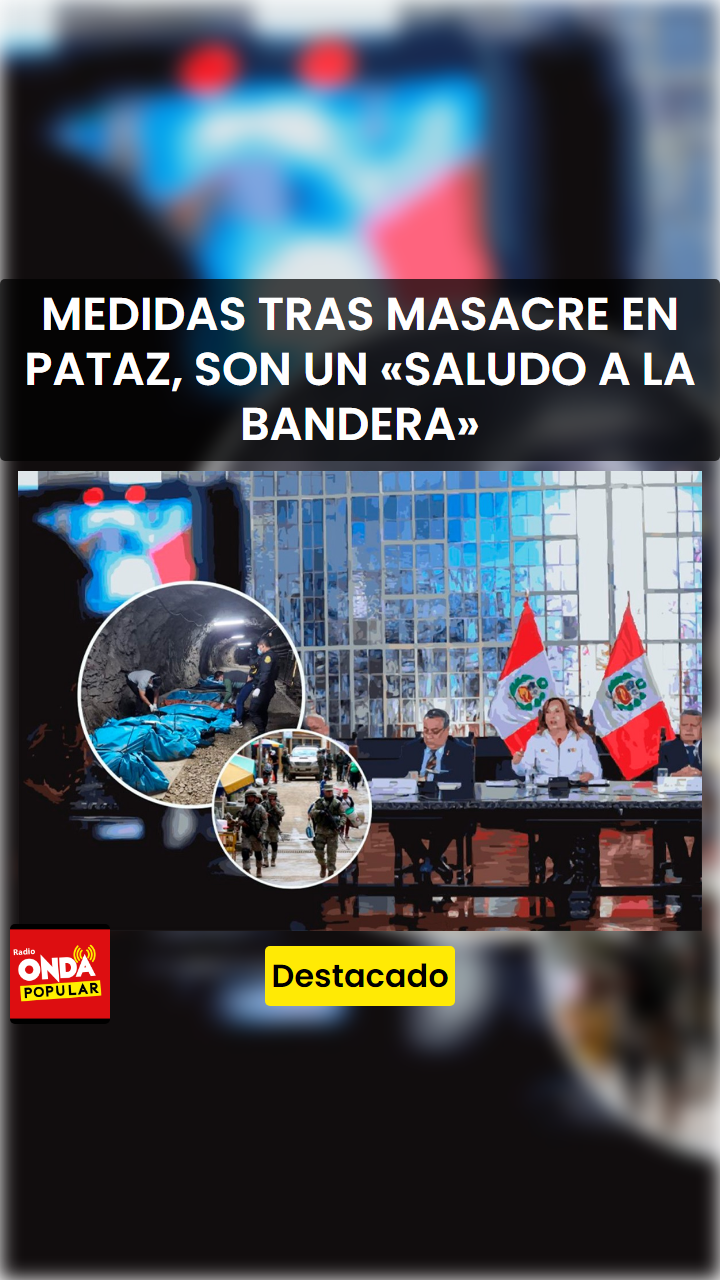 MEDIDAS TRAS MASACRE EN
PATAZ, SON UN «SALUDO A LA
BANDERA»
Radio
ONDA
POPULAR
Destacado